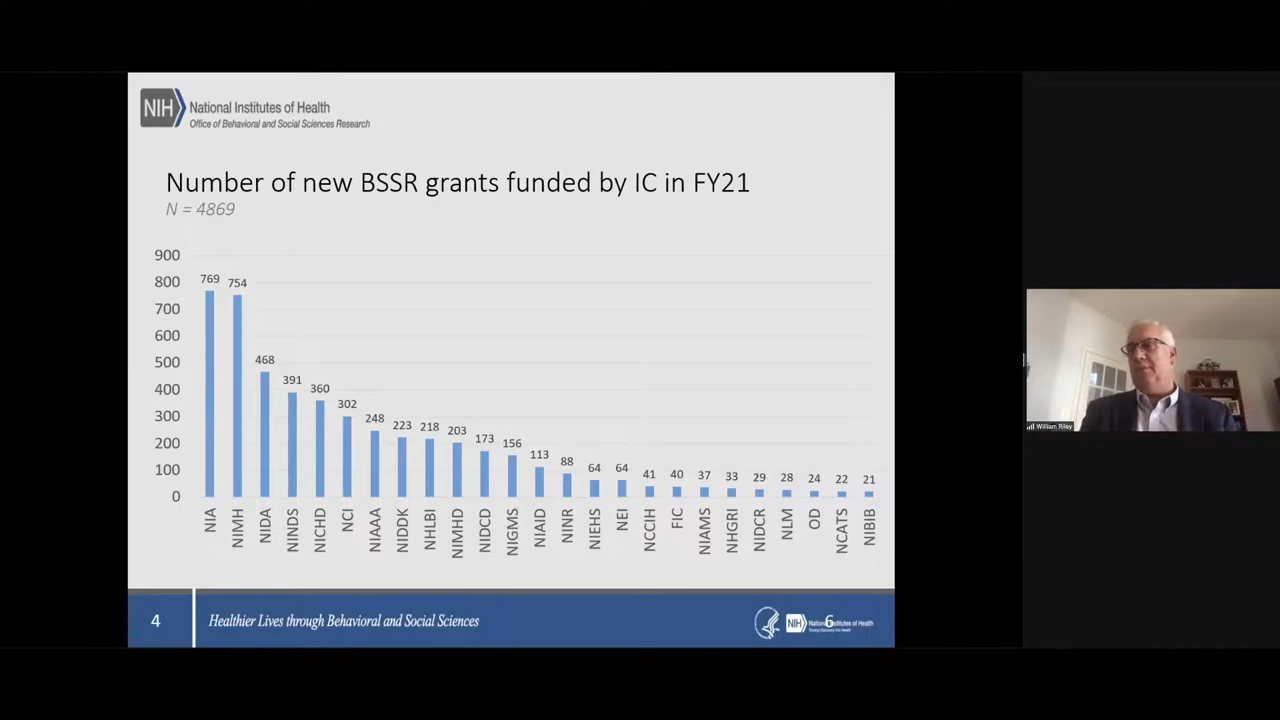 NIH National Institutes of Health
Office of Behavioral and Social Sciences Research
Number of new BSSR grants funded by IC in FY21
N = 4869
900
800
700
600
500
400
300
200
100
0
769
754
468
391
360
302
248
223
218
203
173
156
113
88
64
64
41
40
37
33
29
28
24
22
21
NIA
NIMH
NIDA
NINDS
NICHD
NCI
NIAAA
NIDDK
NHLBI
NIMHD
NIDCD
NIGMS
NIAID
NINR
NIEHS
NEI
NCCIH
FIC
NIAMS
NHGRI
NIDCR
NLM
OD
NCATS
NIBIB
William Riley
4
Healthier Lives through Behavioral and Social Sciences
NIH
6